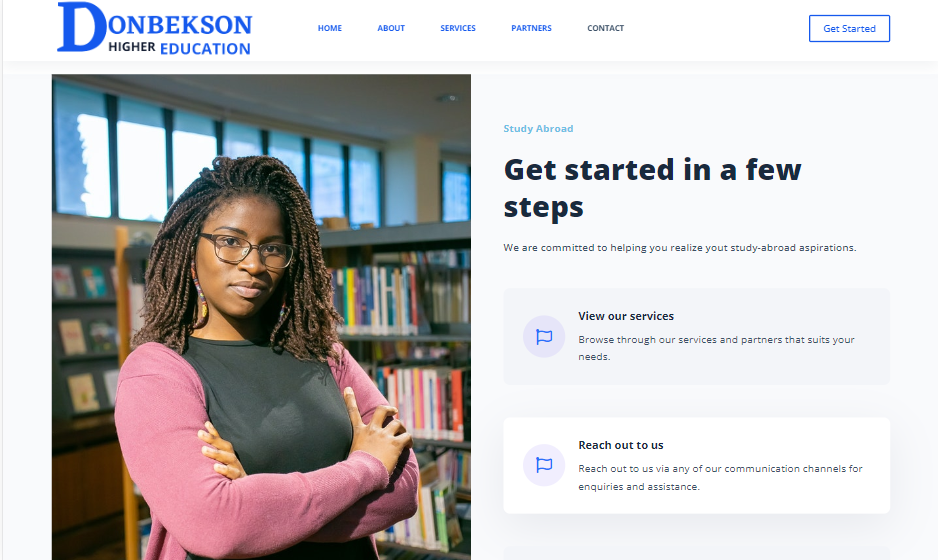 DONBEKSON
HIGHER EDUCATION
HOME ABOUT SERVICES PARTNERS CONTACT
Get Started
Study Abroad
Get started in a few
steps
We are committed to helping you realize yout study-abroad aspirations.
View our services
Browse through our services and partners that suits your
needs.
Reach out to us
Reach out to us via any of our communication channels for
enquiries and assistance.